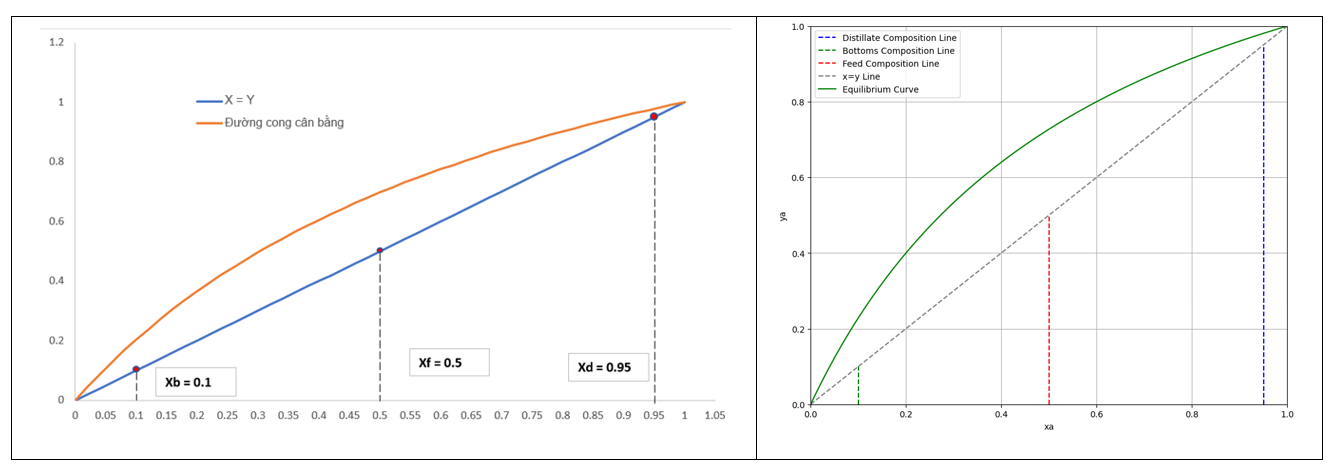 1.2
1
0.8
0.6
0.4
0.2
0
X = Y
Đường cong cân bằng
Xb = 0.1
Xf = 0.5
Xd = 0.95
0 0.05 0.1 0.15 0.2 0.25 0.3 0.35 0.4 0.45 0.5 0.55 0.6 0.65 0.7 0.75 0.8 0.85 0.9 0.95 1 1.05
1.0
0.8
0.6
0.4
0.2
0.0
ya
Distillate Composition Line
Bottoms Composition Line
Feed Composition Line
x=y Line
Equilibrium Curve
0.0 0.2 0.4 0.6 0.8 1.0
xa